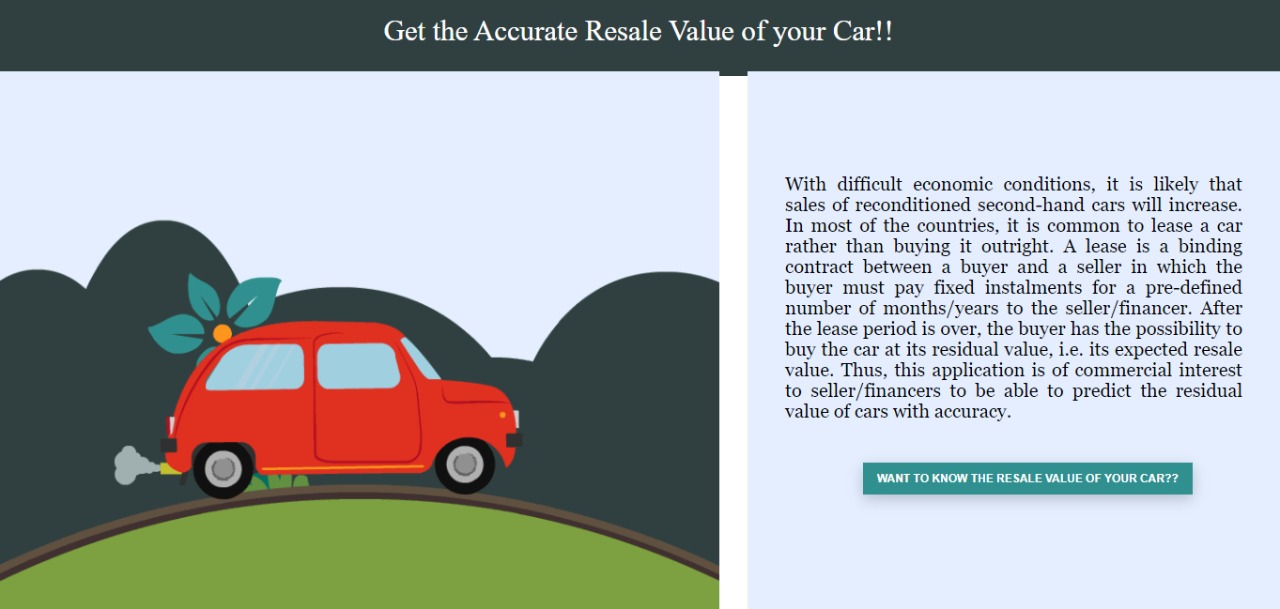 Get the Accurate Resale Value of your Car!!
With difficult economic conditions, it is likely that
sales of reconditioned second-hand cars will increase.
In most of the countries, it is common to lease a car
rather than buying it outright. A lease is a binding
contract between a buyer and a seller in which the
buyer must pay fixed instalments for a pre-defined
number of months/years to the seller/financer. After
the lease period is over, the buyer has the possibility to
buy the car at its residual value, i.e. its expected resale
value. Thus, this application is of commercial interest
to seller/financers to be able to predict the residual
value of cars with accuracy.
WANT TO KNOW THE RESALE VALUE OF YOUR CAR??